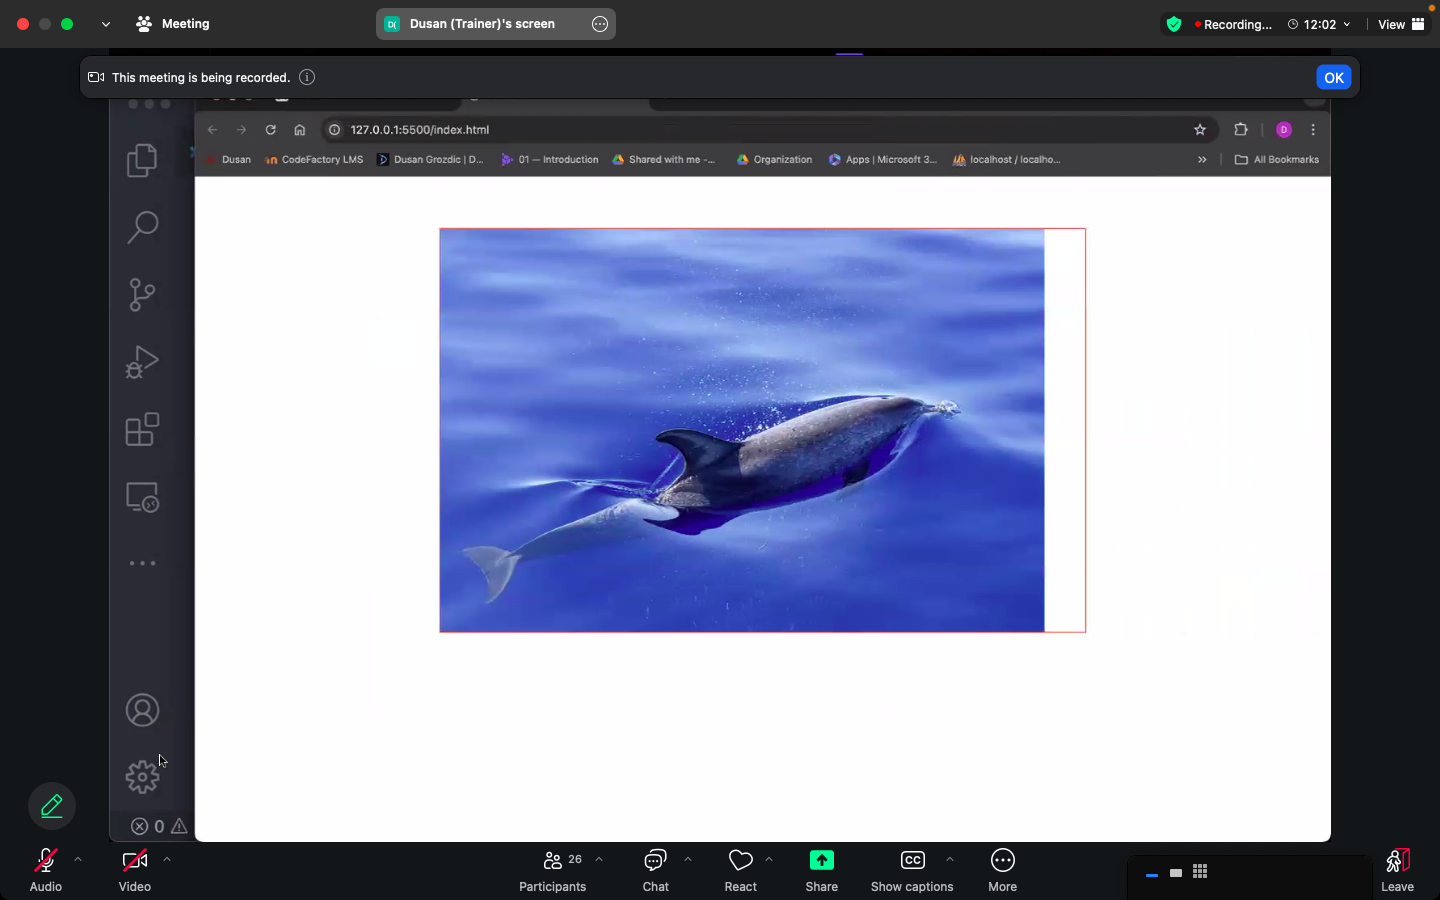 Meeting
D( Dusan (Trainer)'s screen
Recording...
12:02
View
This meeting is being recorded.
OK
127.0.0.1:5500/index.html
D
Dusan
CodeFactory LMS
Dusan Grozdic | D...
01 — Introduction
Shared with me -...
Organization
Apps | Microsoft 3...
localhost / localho...
All Bookmarks
0
Audio
Video
26
Participants
Chat
React
Share
CC
Show captions
More
Leave